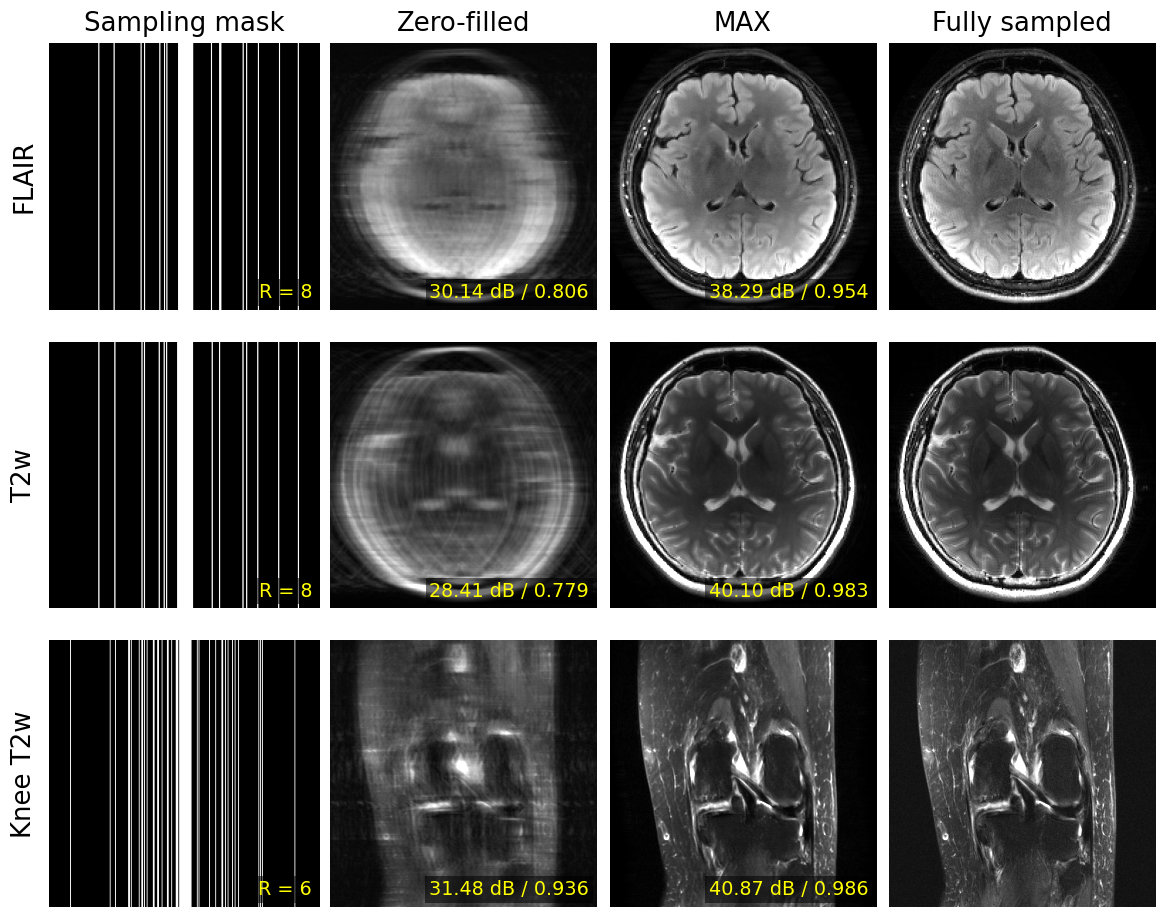 Sampling mask
Zero-filled
MAX
Fully sampled
FLAIR
R = 8
30.14 dB / 0.806
38.29 dB / 0.954
T2w
R = 8
28.41 dB / 0.779
40.10 dB / 0.983
Knee T2w
R = 6
31.48 dB / 0.936
40.87 dB / 0.986